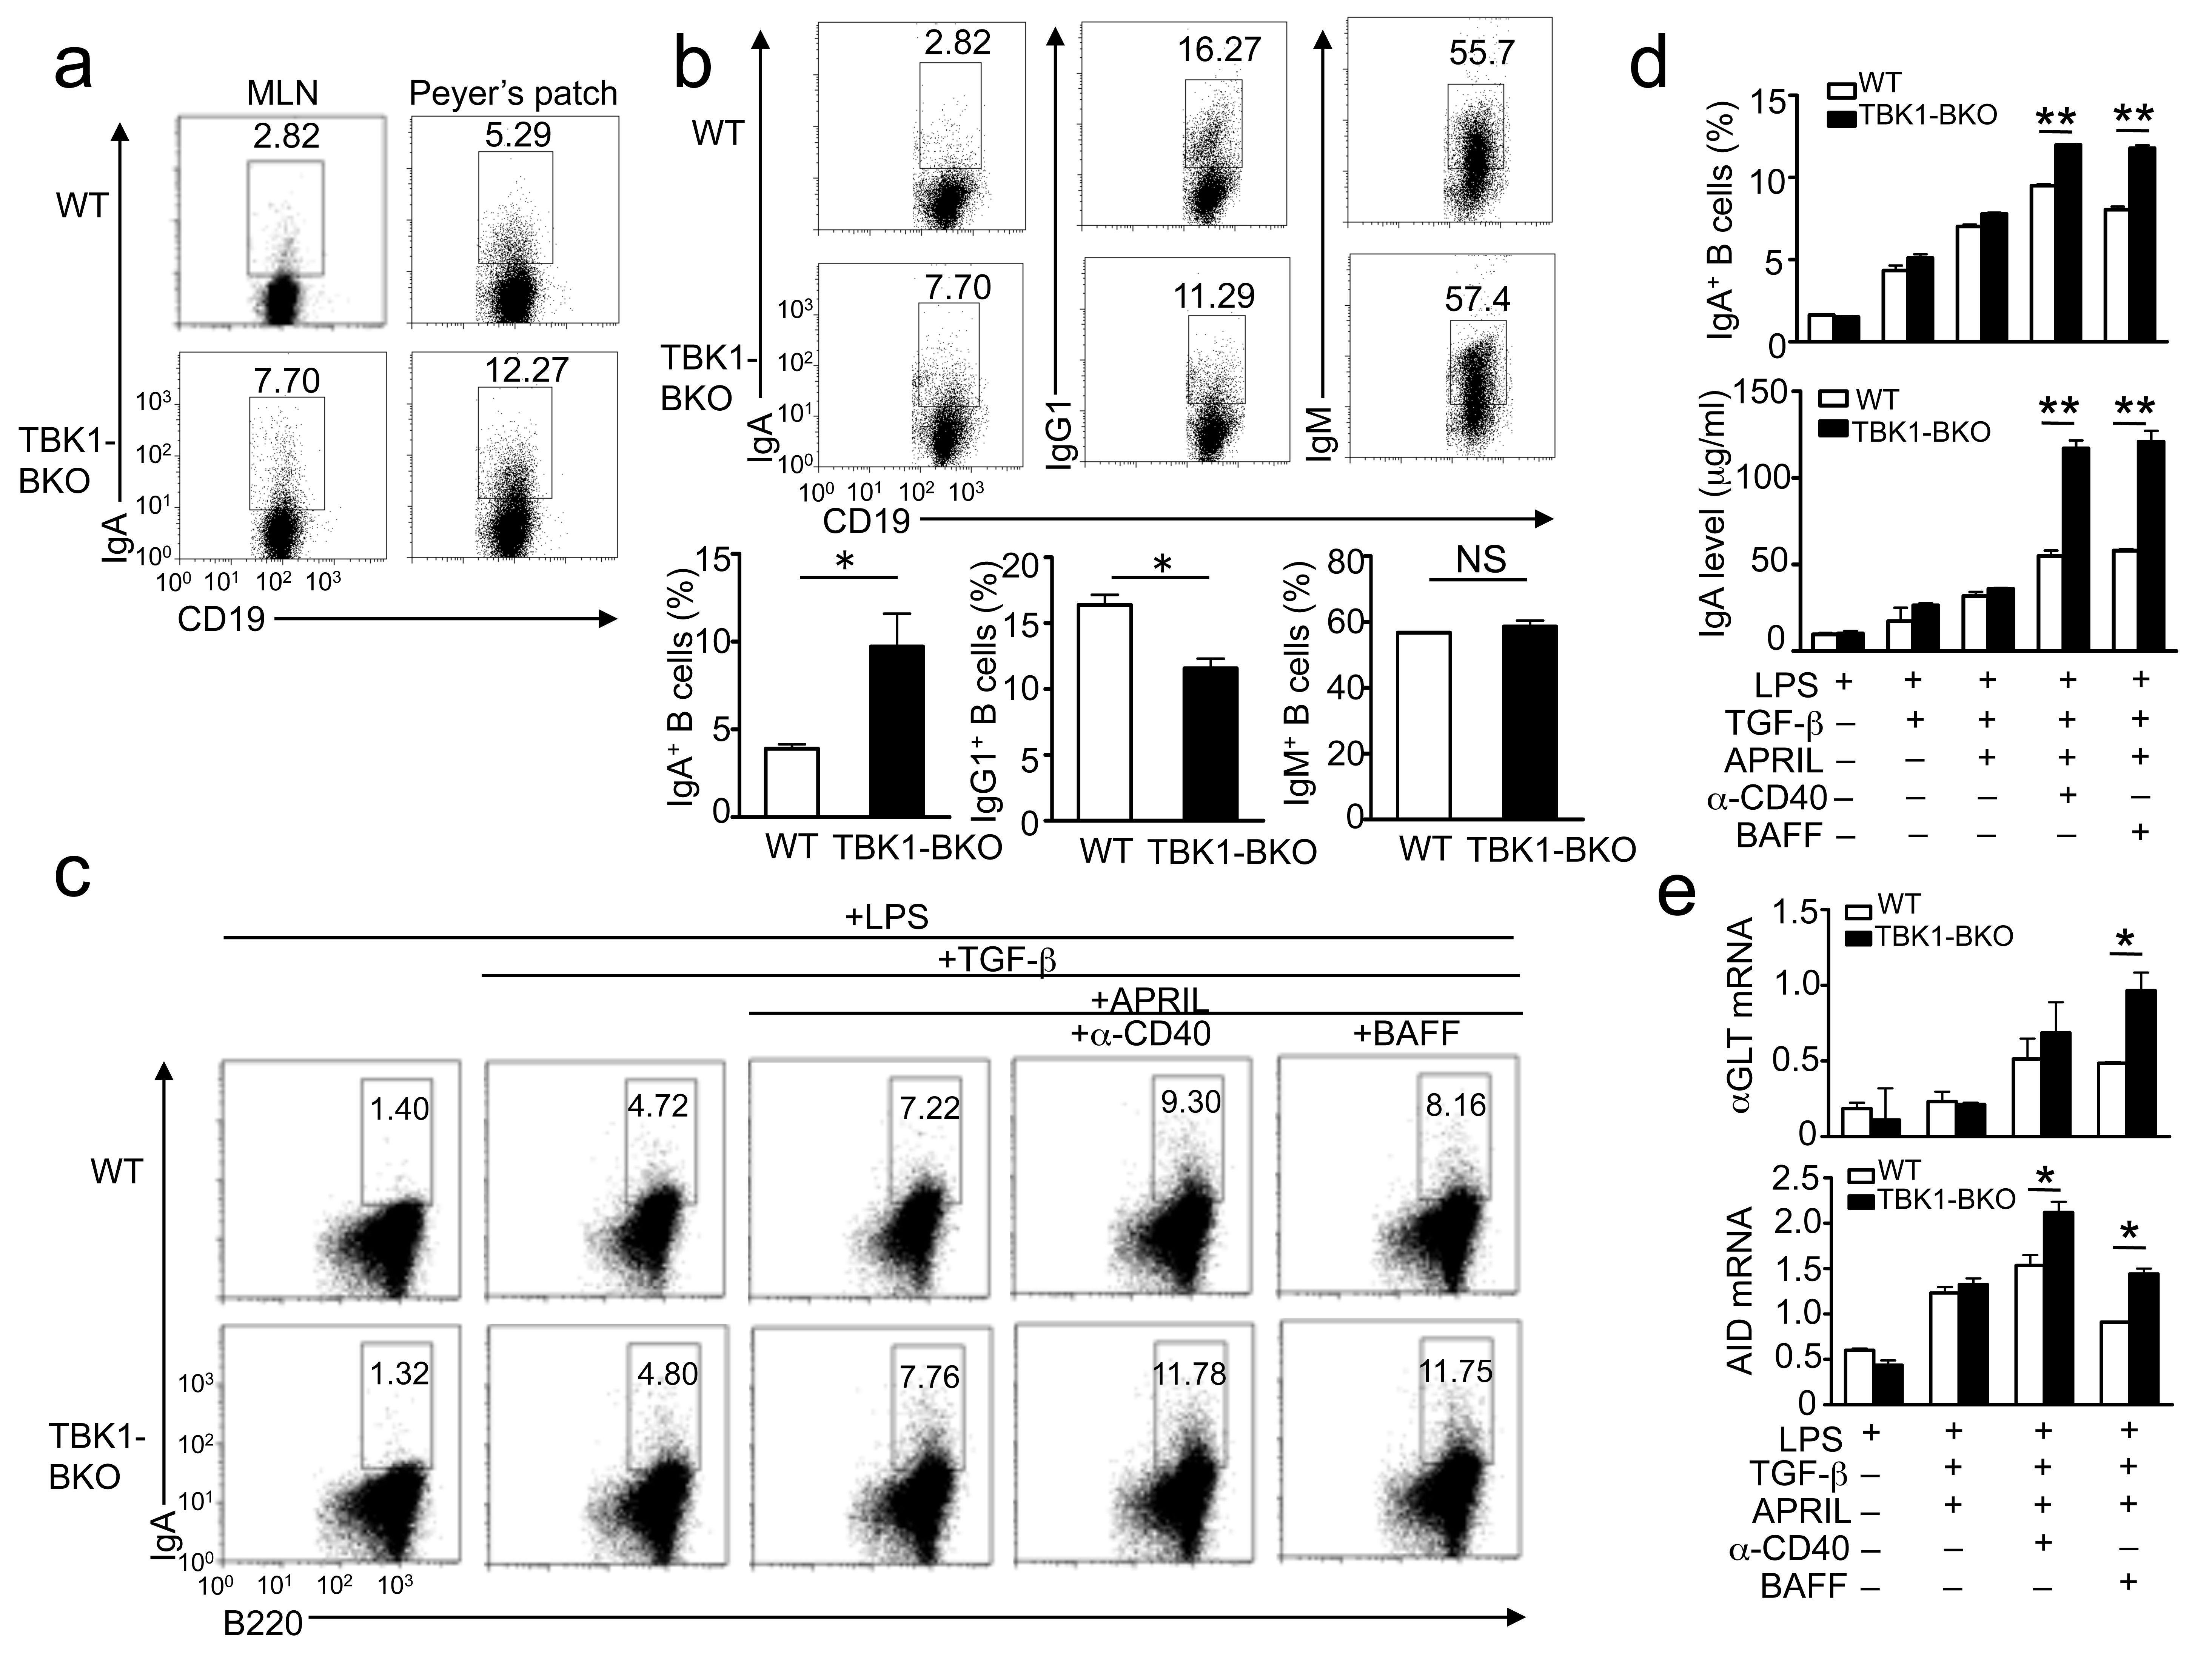 a
MLN
Peyer's patch
WT
2.82
5.29
TBK1-
BKO
7.70
12.27
10³
10²
10¹
10⁰
IgA
10⁰ 10¹ 10² 10³
CD19
b
WT
2.82
16.27
55.7
TBK1-
BKO
7.70
11.29
57.4
10³
10²
10¹
10⁰
IgA
IgG1
IgM
10⁰ 10¹ 10² 10³
CD19
IgA⁺ B cells (%)
15
10
5
0
*
WT TBK1-BKO
IgG1⁺ B cells (%)
20
15
10
5
0
*
WT TBK1-BKO
IgM⁺ B cells (%)
80
60
40
20
0
NS
WT TBK1-BKO
c
+LPS
+TGF-β
+APRIL
+α-CD40
+BAFF
WT
1.40
4.72
7.22
9.30
8.16
TBK1-
BKO
1.32
4.80
7.76
11.78
11.75
10³
10²
10¹
10⁰
IgA
10⁰ 10¹ 10² 10³
B220
d
WT
TBK1-BKO
IgA⁺ B cells (%)
15
10
5
0
** **
WT
TBK1-BKO
IgA level (μg/ml)
150
100
50
0
** **
LPS + + + + +
TGF-β – + + + +
APRIL – – + + +
α-CD40 – – – + –
BAFF – – – – +
e
WT
TBK1-BKO
αGLT mRNA
1.5
1.0
0.5
0
*
WT
TBK1-BKO
AID mRNA
2.5
2.0
1.5
1.0
0.5
0
* *
LPS + + + +
TGF-β – + + +
APRIL – + + +
α-CD40 – – + –
BAFF – – – +